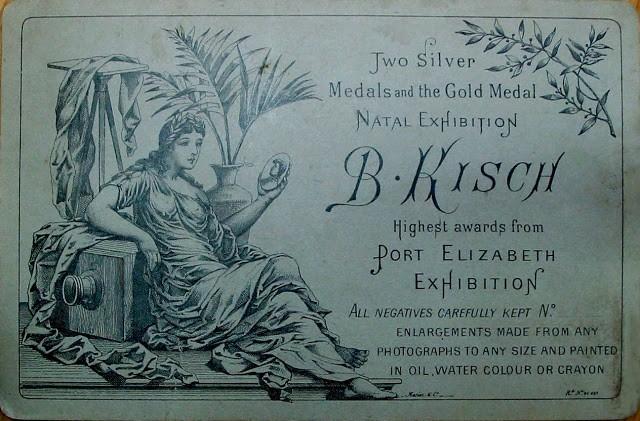 Two Silver
Medals and the Gold Medal
Natal Exhibition
B. Kisch
Highest awards from
Port Elizabeth
Exhibition
All negatives carefully kept No.
enlargements made from any
photographs to any size and painted
in oil, water colour or crayon